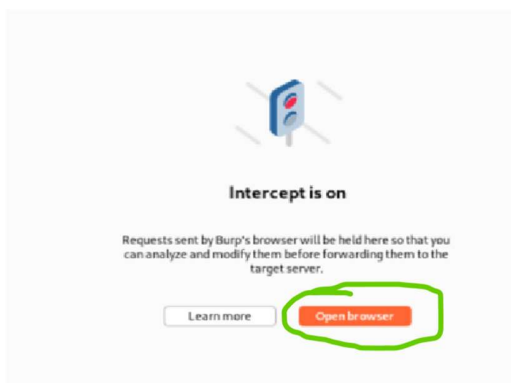 Intercept is on
Requests sent by Burp's browser will be held here so that you
can analyze and modify them before forwarding them to the
target server.
Learn more Open browser